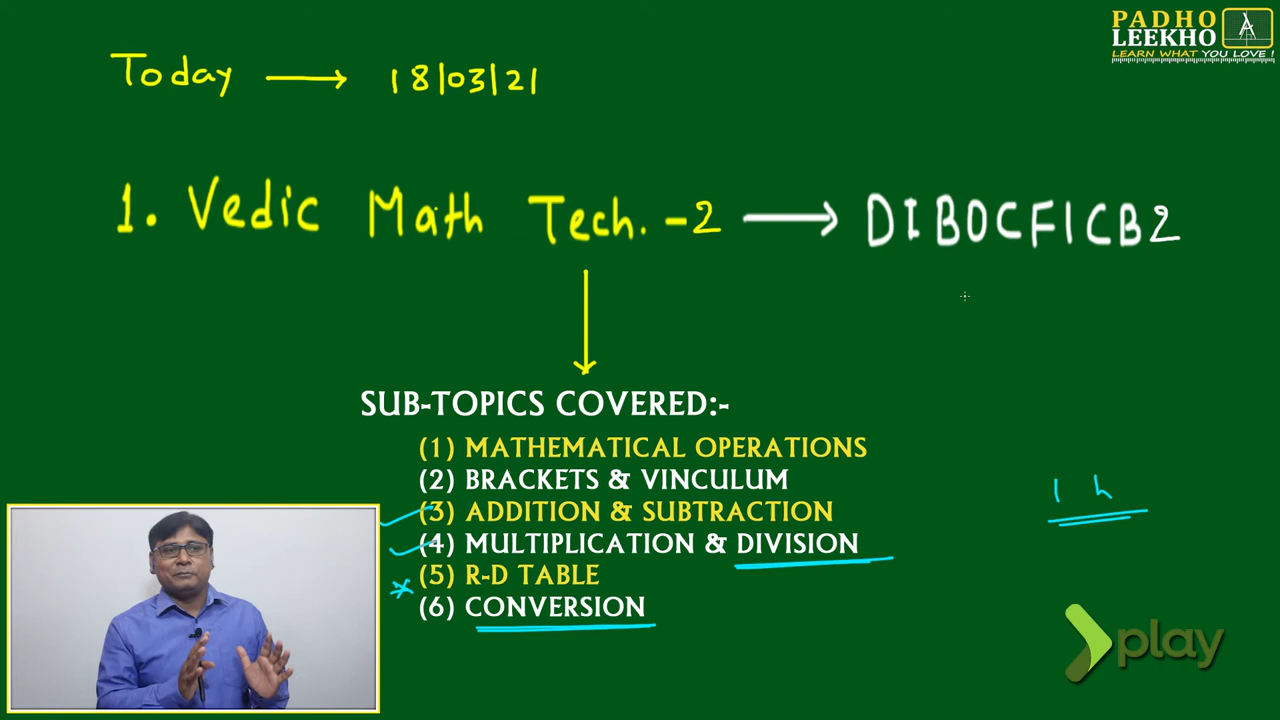 PADHO
LEEKHO
LEARN WHAT YOU LOVE !
Today → 18/03/21
1. Vedic Math Tech. -2 → DIBOCFICB2
SUB-TOPICS COVERED:-
(1) MATHEMATICAL OPERATIONS
(2) BRACKETS & VINCULUM
(3) ADDITION & SUBTRACTION
(4) MULTIPLICATION & DIVISION
(5) R-D TABLE
(6) CONVERSION
1 h
play